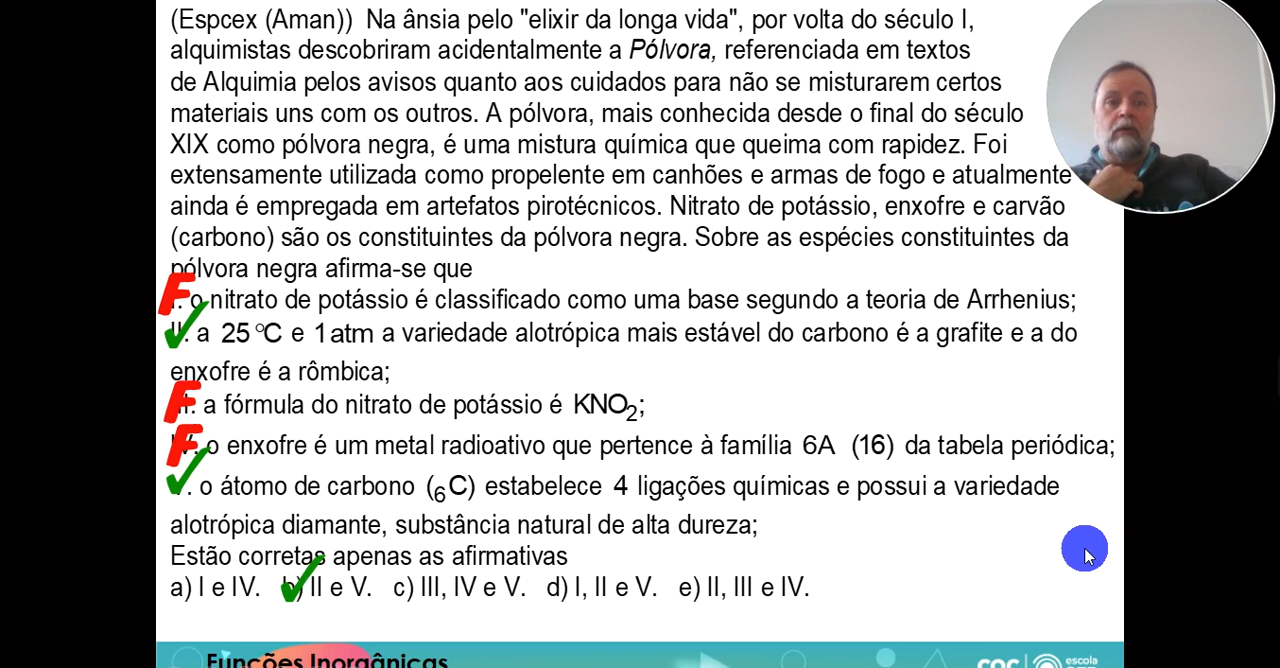 (Espcex (Aman)) Na ânsia pelo "elixir da longa vida", por volta do século I,
alquimistas descobriram acidentalmente a Pólvora, referenciada em textos
de Alquimia pelos avisos quanto aos cuidados para não se misturarem certos
materiais uns com os outros. A pólvora, mais conhecida desde o final do século
XIX como pólvora negra, é uma mistura química que queima com rapidez. Foi
extensamente utilizada como propelente em canhões e armas de fogo e atualmente
ainda é empregada em artefatos pirotécnicos. Nitrato de potássio, enxofre e carvão
(carbono) são os constituintes da pólvora negra. Sobre as espécies constituintes da
pólvora negra afirma-se que
F I. o nitrato de potássio é classificado como uma base segundo a teoria de Arrhenius;
✓ II. a 25 °C e 1 atm a variedade alotrópica mais estável do carbono é a grafite e a do
enxofre é a rômbica;
F III. a fórmula do nitrato de potássio é KNO₂;
F IV. o enxofre é um metal radioativo que pertence à família 6A (16) da tabela periódica;
✓ V. o átomo de carbono (₆C) estabelece 4 ligações químicas e possui a variedade
alotrópica diamante, substância natural de alta dureza;
Estão corretas apenas as afirmativas
a) I e IV. ✓ b) II e V. c) III, IV e V. d) I, II e V. e) II, III e IV.
Funções Inorgânicas
coc escola